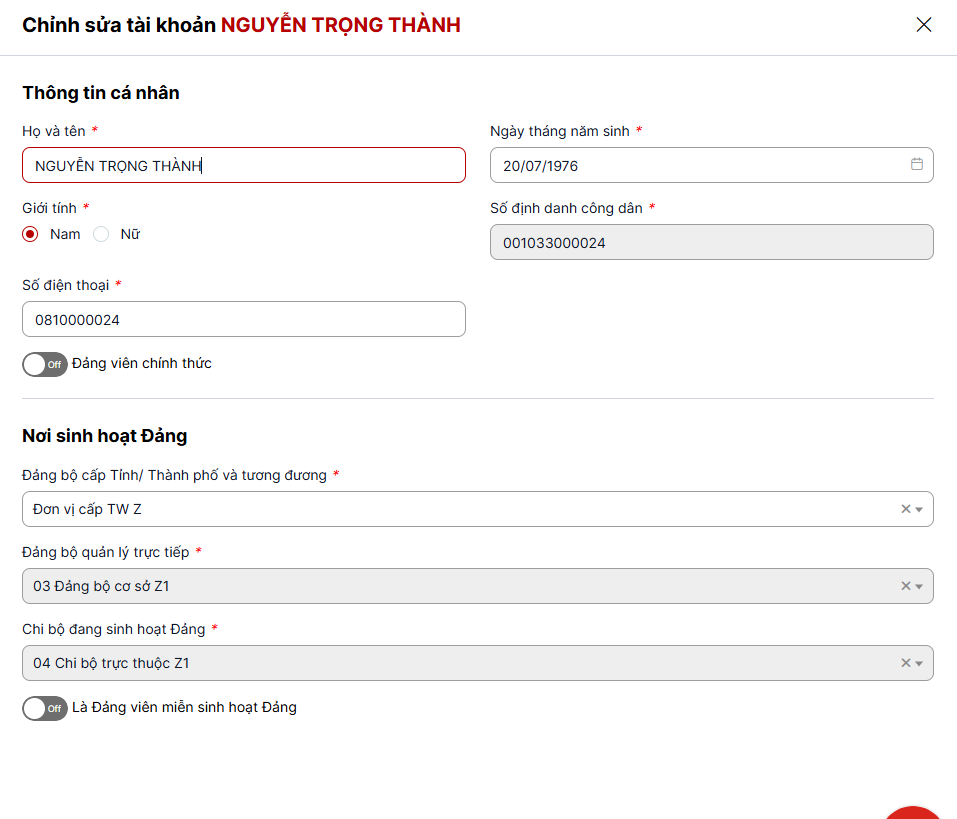 Chỉnh sửa tài khoản NGUYỄN TRỌNG THÀNH
Thông tin cá nhân
Họ và tên *
Ngày tháng năm sinh *
NGUYỄN TRỌNG THÀNH
20/07/1976
Giới tính *
Số định danh công dân *
Nam
Nữ
001033000024
Số điện thoại *
0810000024
Off Đảng viên chính thức
Nơi sinh hoạt Đảng
Đảng bộ cấp Tỉnh/ Thành phố và tương đương *
Đơn vị cấp TW Z
Đảng bộ quản lý trực tiếp *
03 Đảng bộ cơ sở Z1
Chi bộ đang sinh hoạt Đảng *
04 Chi bộ trực thuộc Z1
Off Là Đảng viên miễn sinh hoạt Đảng